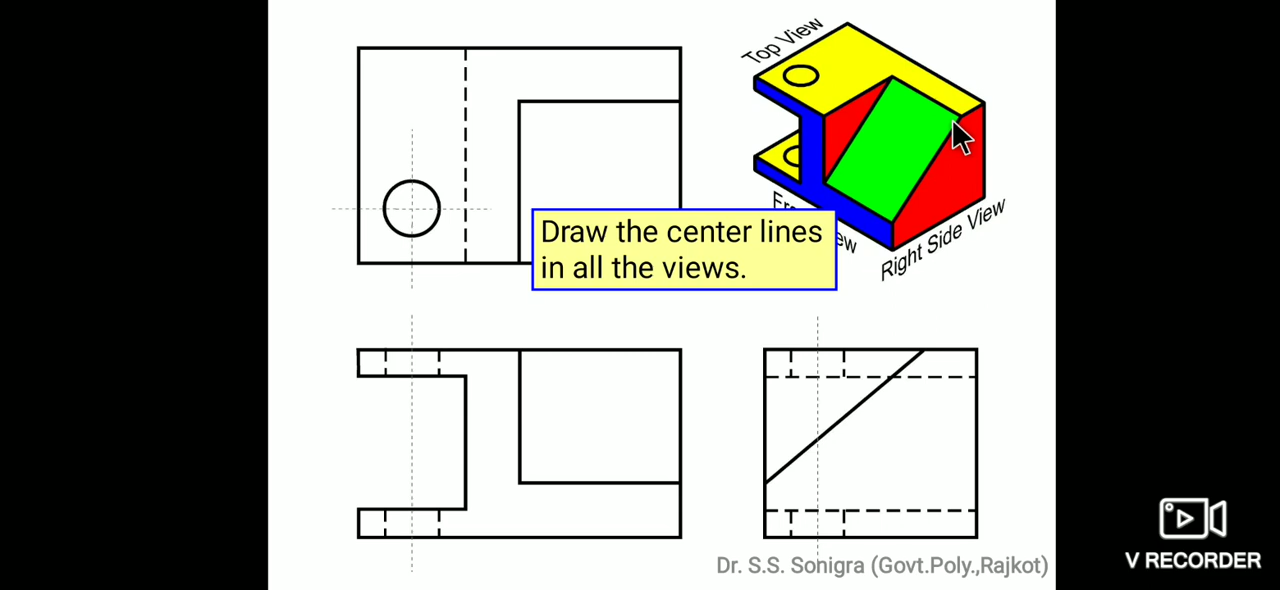 Top View
Draw the center lines
in all the views.
Right Side View
Dr. S.S. Sonigra (Govt.Poly.,Rajkot)
V RECORDER